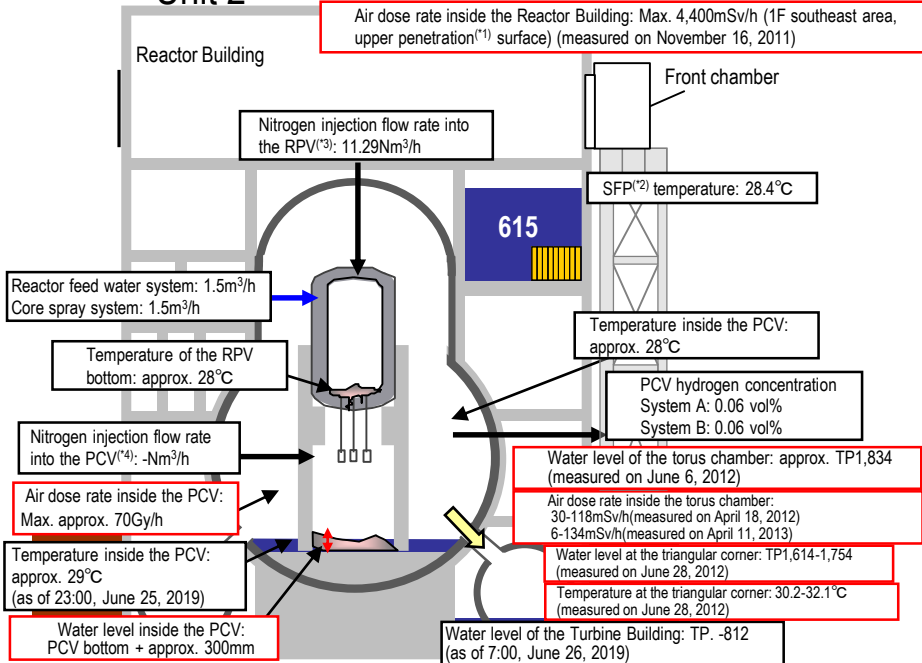 Unit 2
Air dose rate inside the Reactor Building: Max. 4,400mSv/h (1F southeast area,
upper penetration(*1) surface) (measured on November 16, 2011)
Reactor Building
Front chamber
Nitrogen injection flow rate into
the RPV(*3): 11.29Nm3/h
SFP(*2) temperature: 28.4℃
615
Reactor feed water system: 1.5m3/h
Core spray system: 1.5m3/h
Temperature inside the PCV:
approx. 28℃
Temperature of the RPV
bottom: approx. 28℃
PCV hydrogen concentration
System A: 0.06 vol%
System B: 0.06 vol%
Nitrogen injection flow rate
into the PCV(*4): -Nm3/h
Water level of the torus chamber: approx. TP1,834
(measured on June 6, 2012)
Air dose rate inside the PCV:
Max. approx. 70Gy/h
Air dose rate inside the torus chamber:
30-118mSv/h(measured on April 18, 2012)
6-134mSv/h(measured on April 11, 2013)
Temperature inside the PCV:
approx. 29℃
(as of 23:00, June 25, 2019)
Water level at the triangular corner: TP1,614-1,754
(measured on June 28, 2012)
Temperature at the triangular corner: 30.2-32.1℃
(measured on June 28, 2012)
Water level inside the PCV:
PCV bottom + approx. 300mm
Water level of the Turbine Building: TP. -812
(as of 7:00, June 26, 2019)